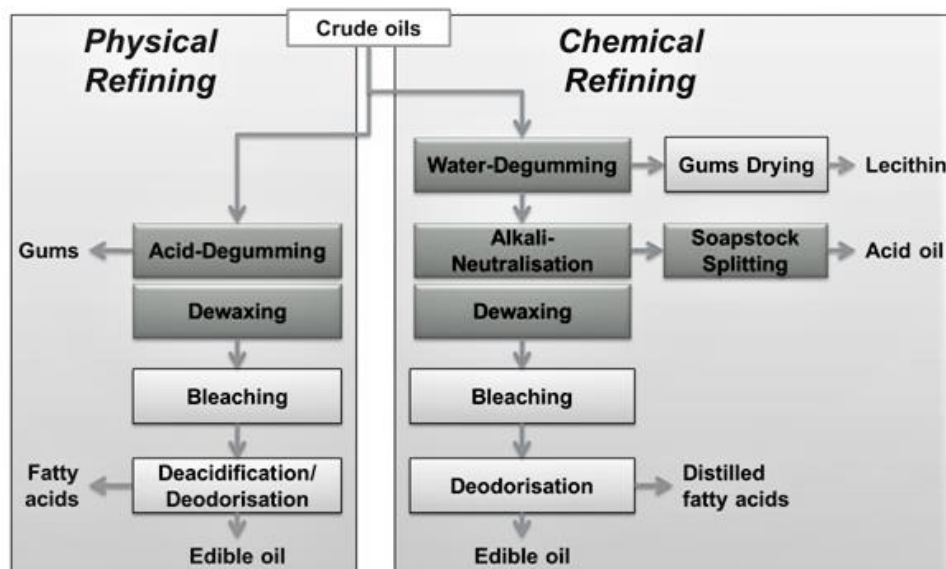 Crude oils
Physical
Refining
Chemical
Refining
Water-Degumming
Gums Drying
Lecithin
Gums
Acid-Degumming
Alkali-
Neutralisation
Soapstock
Splitting
Acid oil
Dewaxing
Dewaxing
Bleaching
Bleaching
Fatty
acids
Deacidification/
Deodorisation
Deodorisation
Distilled
fatty acids
Edible oil
Edible oil